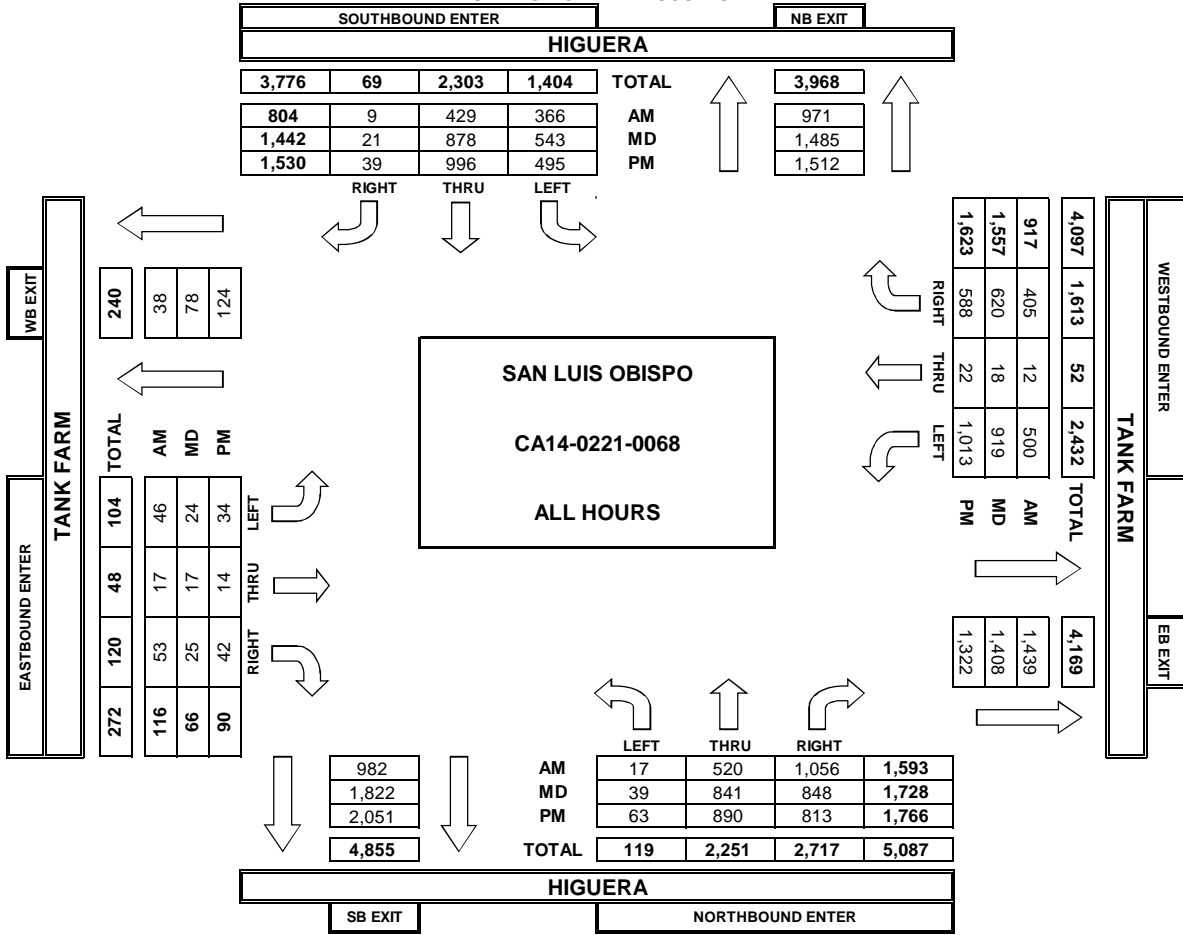 SOUTHBOUND ENTER NB EXIT
HIGUERA
3,776 69 2,303 1,404 TOTAL 3,968
804 9 429 366 AM 971
1,442 21 878 543 MD 1,485
1,530 39 996 495 PM 1,512
RIGHT THRU LEFT
WB EXIT
EASTBOUND ENTER
TANK FARM
240 38 78 124
TOTAL AM MD PM
104 46 24 34 LEFT
48 17 17 14 THRU
120 53 25 42 RIGHT
272 116 66 90
SAN LUIS OBISPO
CA14-0221-0068
ALL HOURS
1,623 1,557 917 4,097
RIGHT 588 620 405 1,613
THRU 22 18 12 52
LEFT 1,013 919 500 2,432
PM MD AM TOTAL
1,322 1,408 1,439 4,169
TANK FARM
WESTBOUND ENTER
EB EXIT
LEFT THRU RIGHT
982 AM 17 520 1,056 1,593
1,822 MD 39 841 848 1,728
2,051 PM 63 890 813 1,766
4,855 TOTAL 119 2,251 2,717 5,087
HIGUERA
SB EXIT NORTHBOUND ENTER